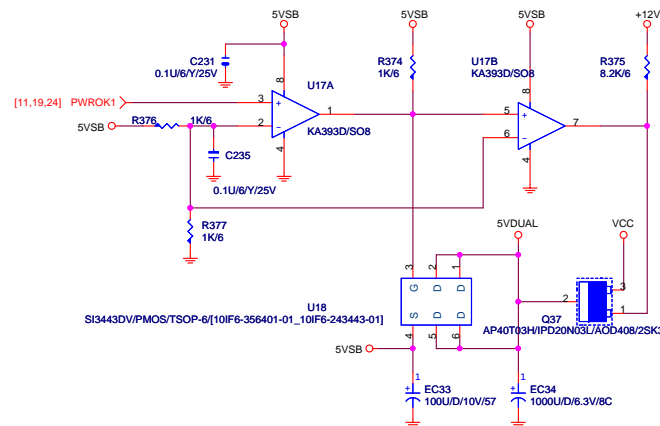 5VSB
5VSB
5VSB
+12V
C231
0.1U/6/Y/25V
R374
1K/6
U17B
KA393D/SO8
R375
8.2K/6
U17A
8
8
[11,19,24] PWROK1
3
+
1
5
+
7
5VSB
R376
1K/6
2
-
KA393D/SO8
6
-
4
4
C235
0.1U/6/Y/25V
R377
1K/6
5VDUAL
VCC
3
2
1
G
D
D
S
D
D
4
5
6
U18
SI3443DV/PMOS/TSOP-6/[10IF6-356401-01_10IF6-243443-01]
2
3
1
Q37
AP40T03H/IPD20N03L/AOD408/2SK3
5VSB
1
+
EC33
100U/D/10V/57
1
+
EC34
1000U/D/6.3V/8C